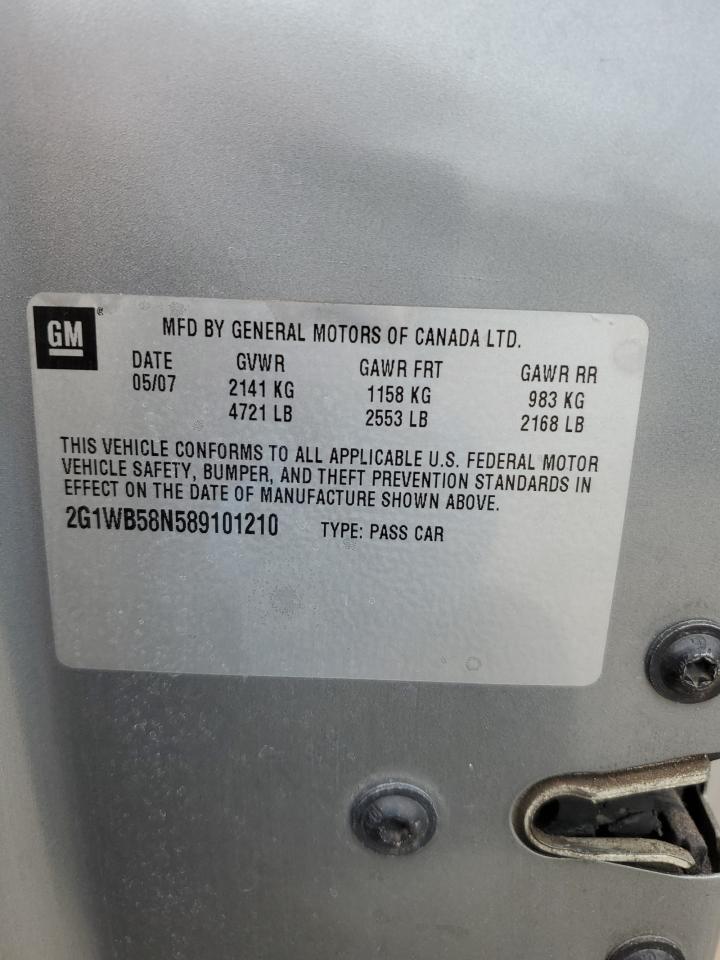 GM
MFD BY GENERAL MOTORS OF CANADA LTD.
DATE GVWR GAWR FRT GAWR RR
05/07 2141 KG 1158 KG 983 KG
4721 LB 2553 LB 2168 LB
THIS VEHICLE CONFORMS TO ALL APPLICABLE U.S. FEDERAL MOTOR
VEHICLE SAFETY, BUMPER, AND THEFT PREVENTION STANDARDS IN
EFFECT ON THE DATE OF MANUFACTURE SHOWN ABOVE.
2G1WB58N589101210 TYPE: PASS CAR